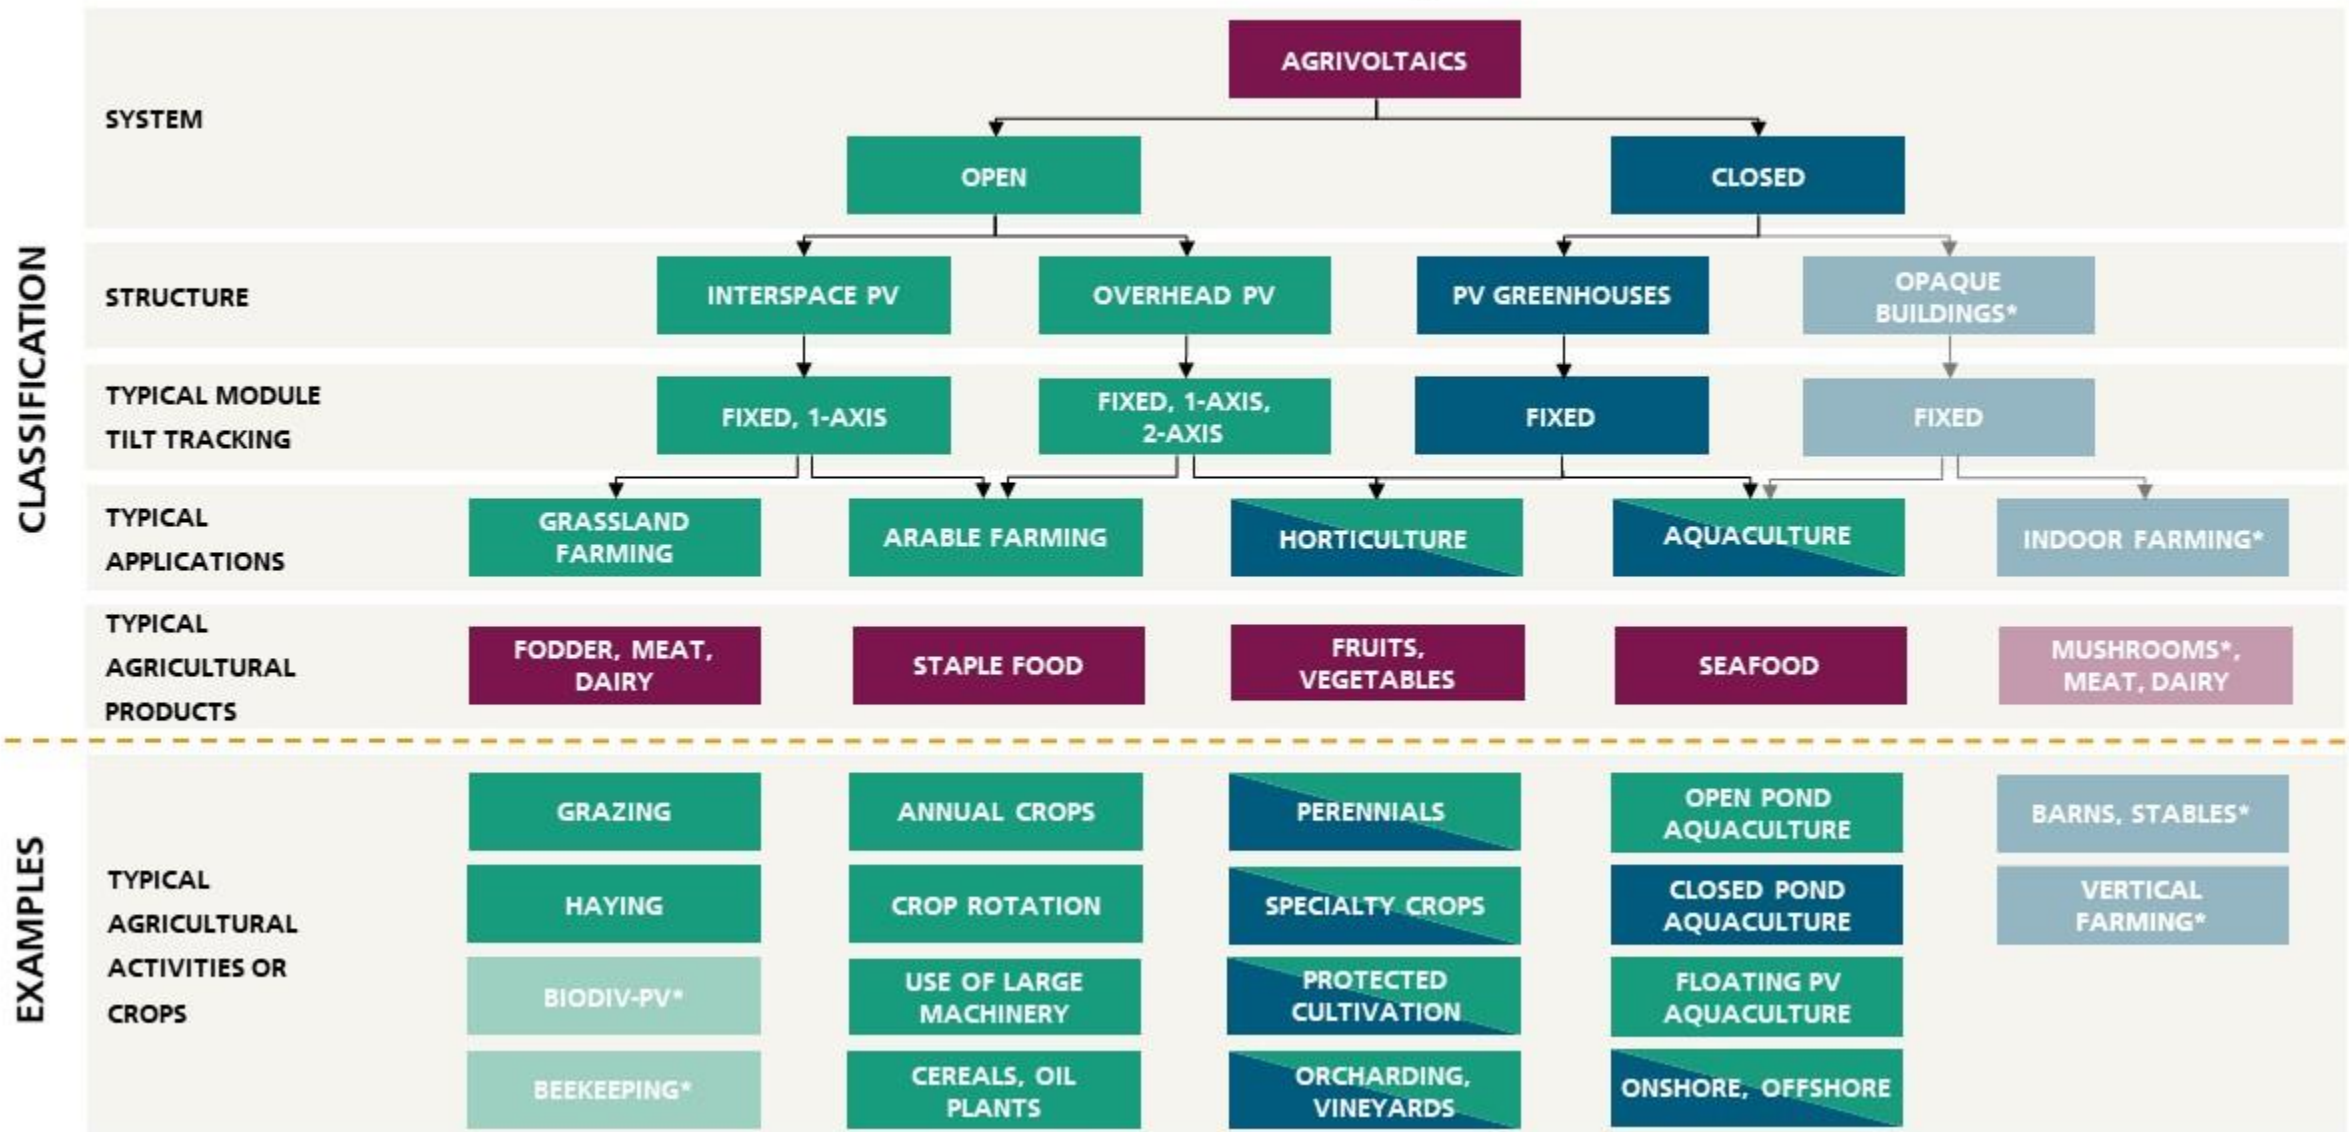 AGRIVOLTAICS
SYSTEM
OPEN
CLOSED
CLASSIFICATION
STRUCTURE
INTERSPACE PV
OVERHEAD PV
PV GREENHOUSES
OPAQUE
BUILDINGS*
TYPICAL MODULE
TILT TRACKING
FIXED, 1-AXIS
FIXED, 1-AXIS,
2-AXIS
FIXED
FIXED
TYPICAL
APPLICATIONS
GRASSLAND
FARMING
ARABLE FARMING
HORTICULTURE
AQUACULTURE
INDOOR FARMING*
TYPICAL
AGRICULTURAL
PRODUCTS
FODDER, MEAT,
DAIRY
STAPLE FOOD
FRUITS,
VEGETABLES
SEAFOOD
MUSHROOMS*,
MEAT, DAIRY
EXAMPLES
TYPICAL
AGRICULTURAL
ACTIVITIES OR
CROPS
GRAZING
ANNUAL CROPS
PERENNIALS
OPEN POND
AQUACULTURE
BARNS, STABLES*
HAYING
CROP ROTATION
SPECIALTY CROPS
CLOSED POND
AQUACULTURE
VERTICAL
FARMING*
BIODIV-PV*
USE OF LARGE
MACHINERY
PROTECTED
CULTIVATION
FLOATING PV
AQUACULTURE
BEEKEEPING*
CEREALS, OIL
PLANTS
ORCHARDING,
VINEYARDS
ONSHORE, OFFSHORE